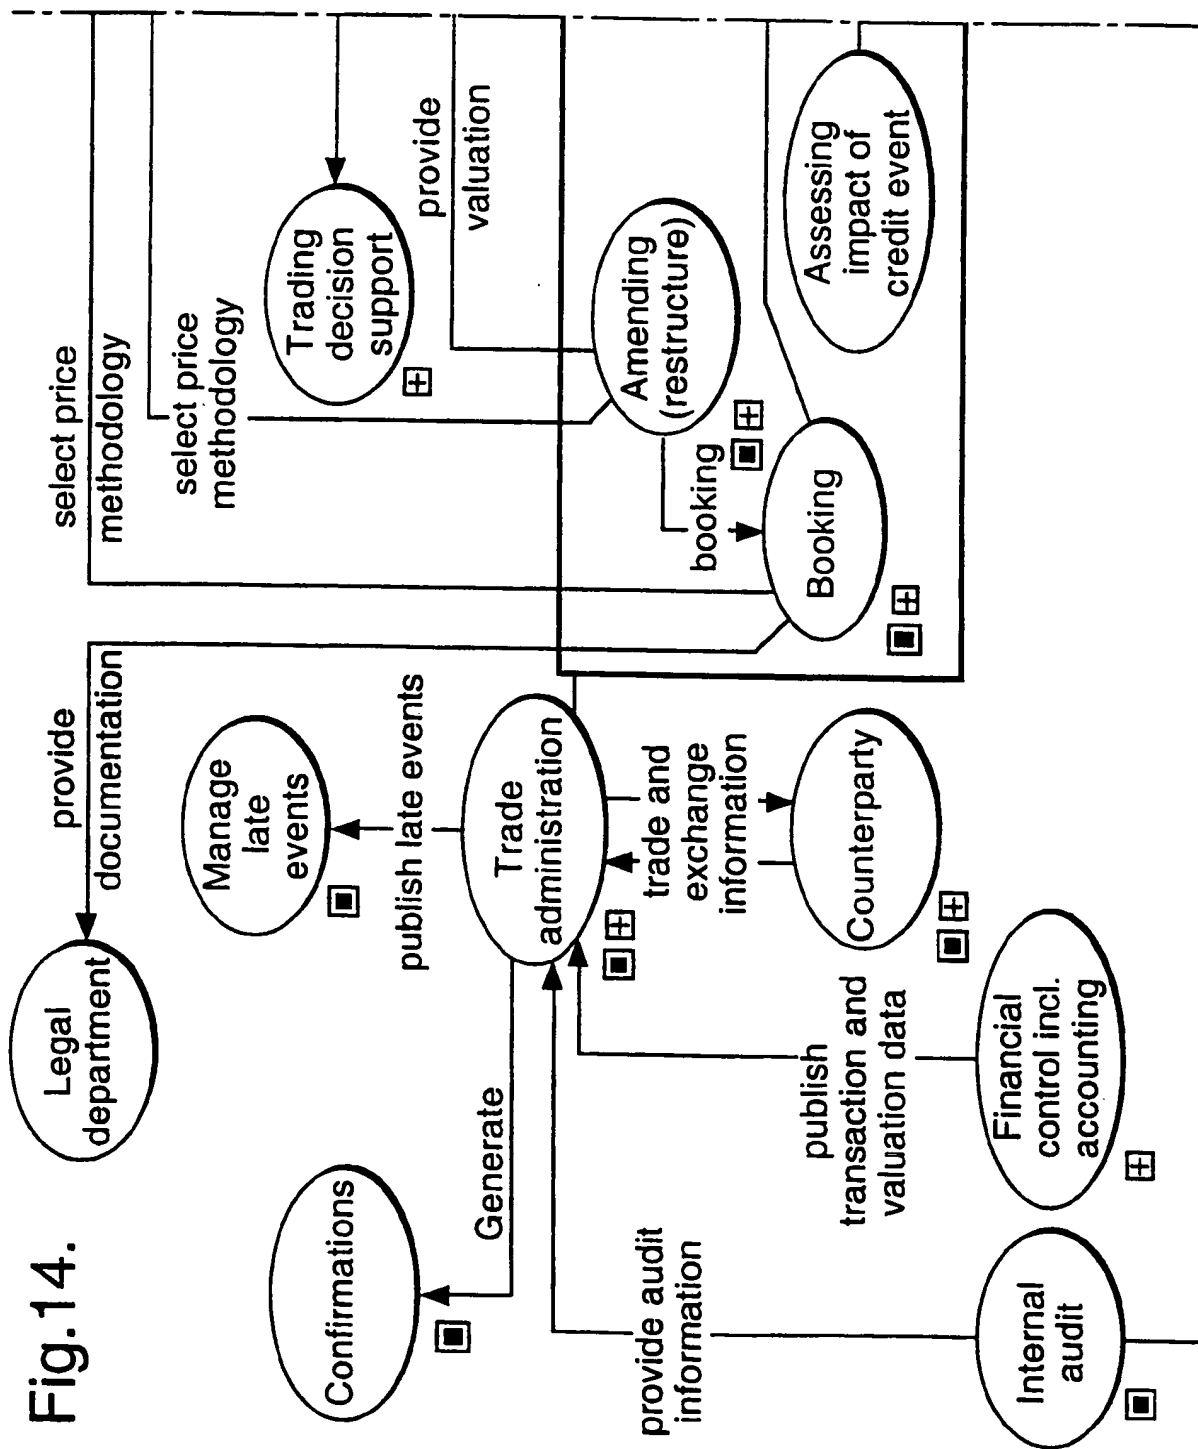 Fig.14.
Legal
department
provide
documentation
select price
methodology
select price
methodology
Confirmations
Generate
Manage
late
events
publish late events
Trading
decision
support
provide
valuation
Trade
administration
Amending
(restructure)
booking
provide audit
information
publish
transaction and
valuation data
trade and
exchange
information
Booking
Assessing
impact of
credit event
Internal
audit
Financial
control incl.
accounting
Counterparty